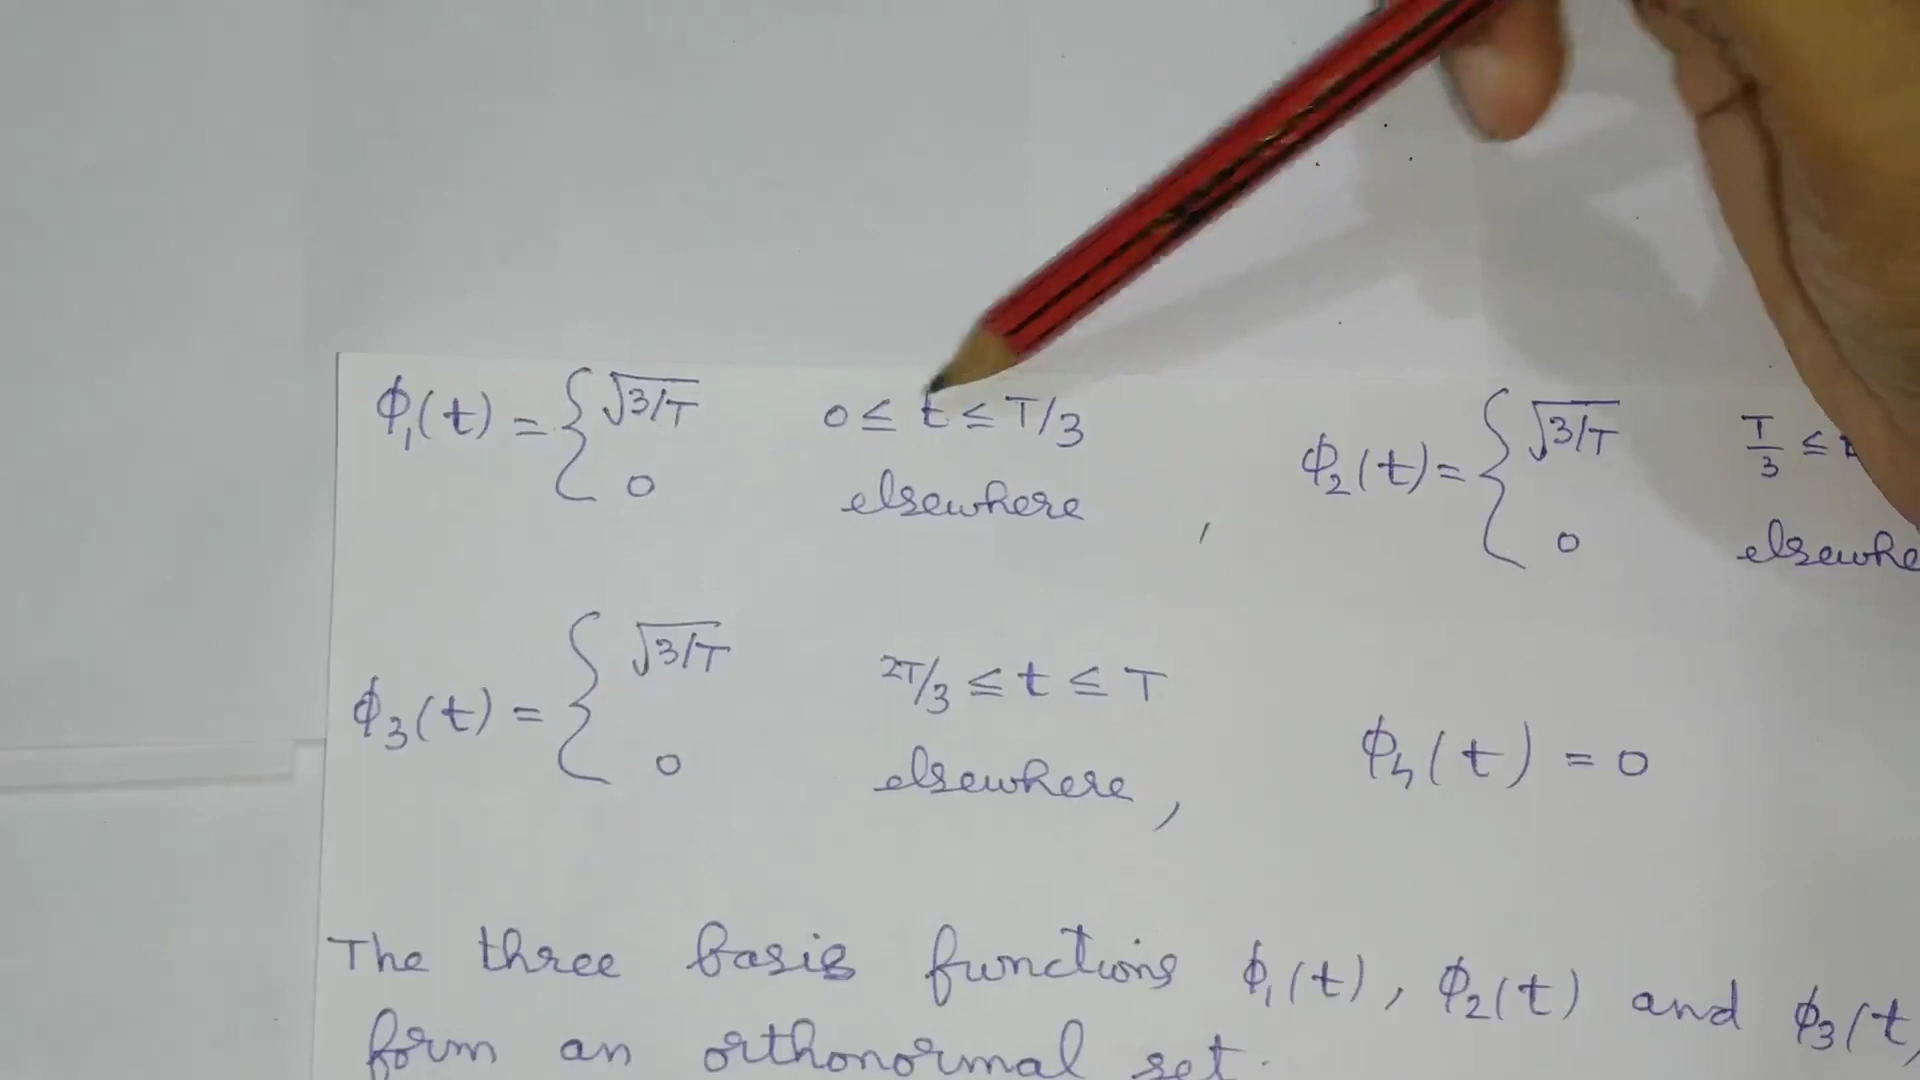 ϕ₁(t) = { √3/T 0 ≤ t ≤ T/3
0 elsewhere ,
ϕ₂(t) = { √3/T T/3 ≤
0
ϕ₃(t) = { √3/T 2T/3 ≤ t ≤ T
0 elsewhere ,
ϕ₄(t) = 0
The three basis functions ϕ₁(t), ϕ₂(t) and ϕ₃(t
form an orthonormal set.